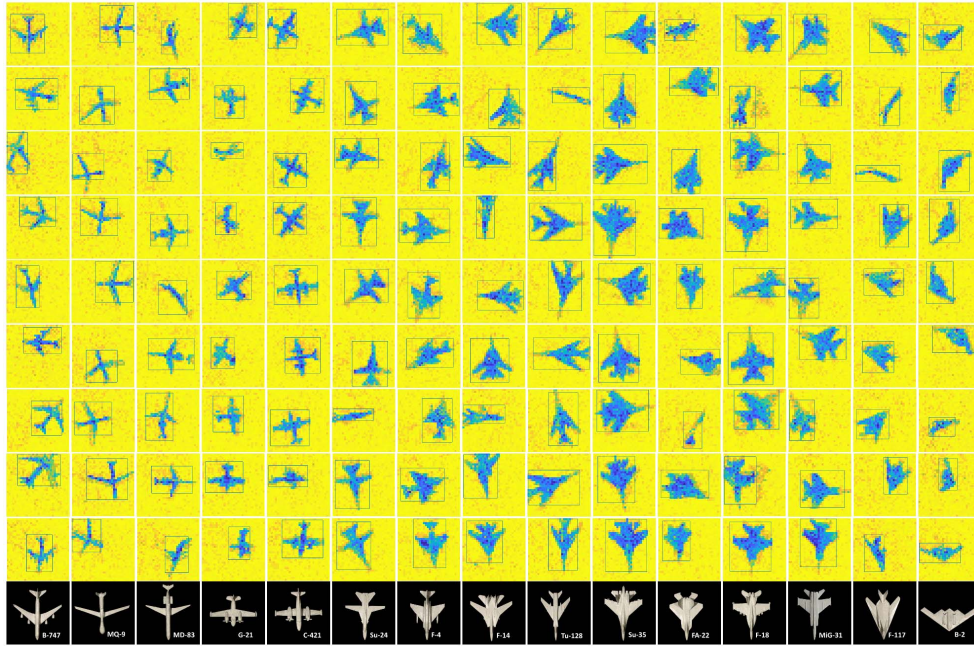 B-747
MQ-9
MD-83
G-21
C-421
Su-24
F-4
F-14
Tu-128
Su-35
FA-22
F-18
MiG-31
F-117
B-2